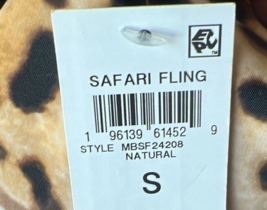 SAFARI FLING
1 96139 61452 9
STYLE MBSF24208
NATURAL
S